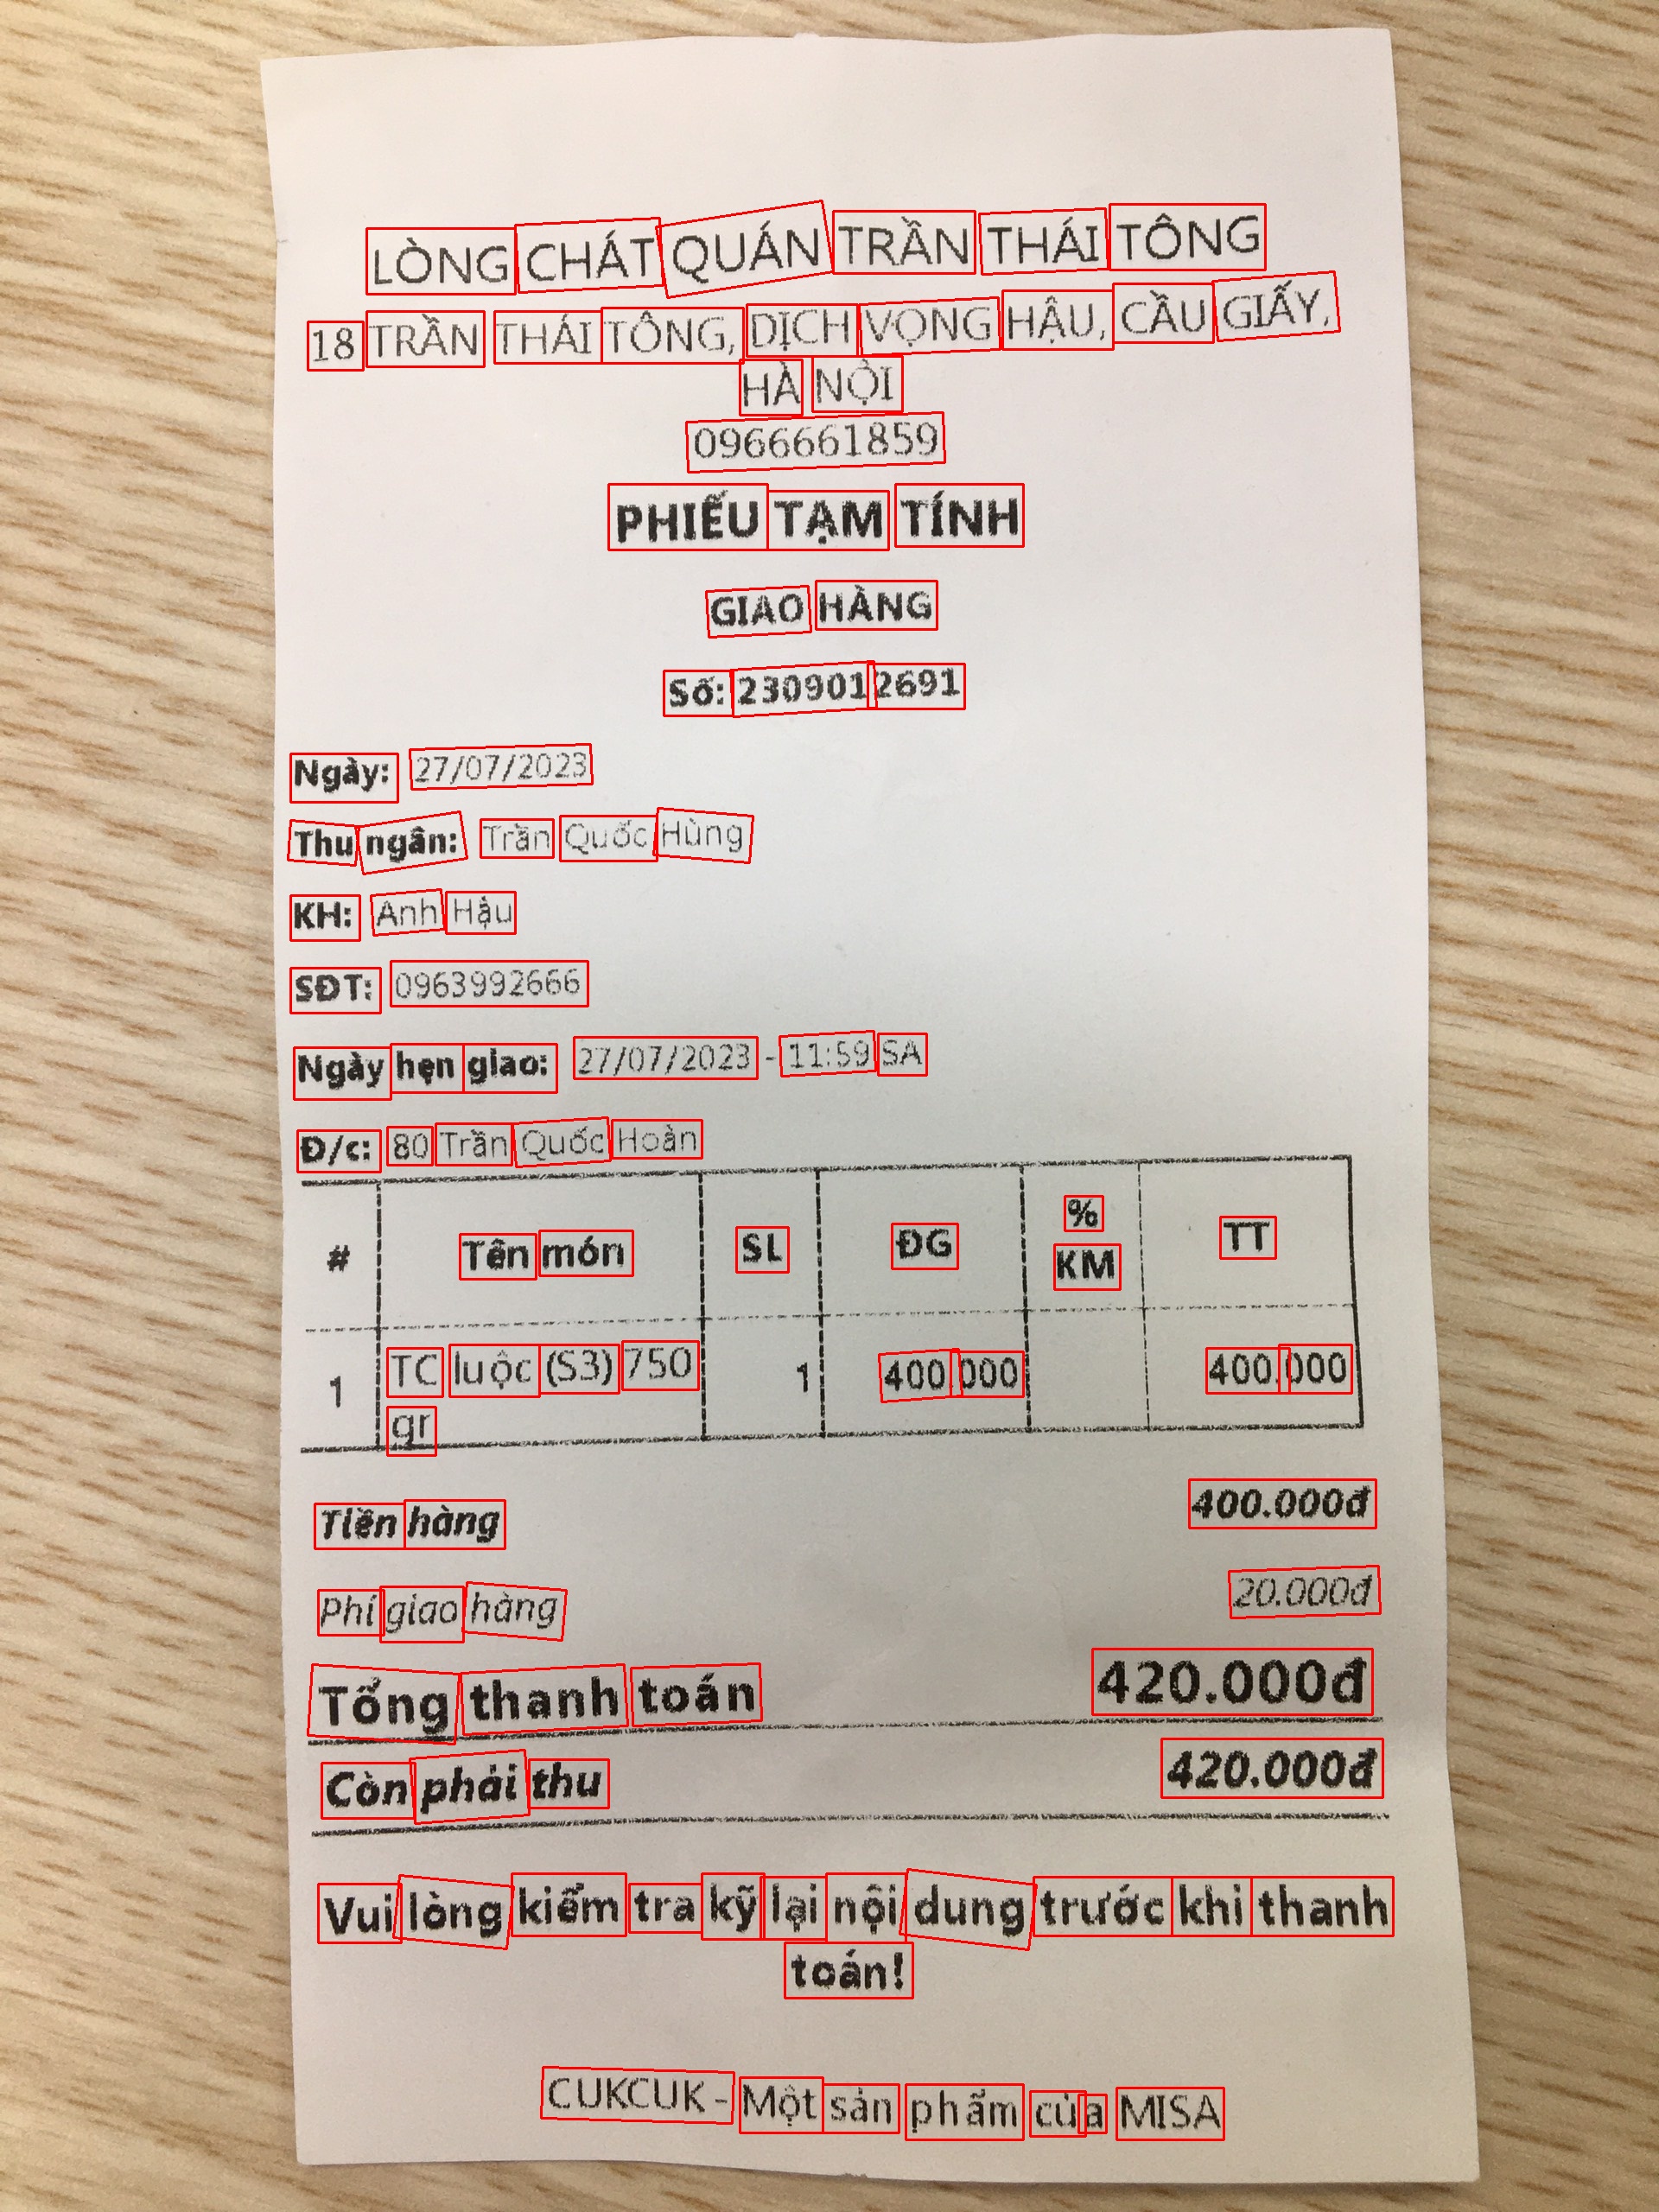 LÒNG CHÁT QUÁN TRẦN THÁI TÔNG
18 TRẦN THÁI TÔNG, DỊCH VỌNG HẬU, CẦU GIẤY,
HÀ NỘI
0966661859
PHIẾU TẠM TÍNH
GIAO HÀNG
Số: 2309012691
Ngày: 27/07/2023
Thu ngân: Trần Quốc Hùng
KH: Anh Hậu
SĐT: 0963992666
Ngày hẹn giao: 27/07/2023 - 11:59 SA
Đ/c: 80 Trần Quốc Hoàn
# Tên món SL ĐG % KM TT
1 TC luộc (S3) 750 1 400.000 400.000
gr
Tiền hàng 400.000đ
Phí giao hàng 20.000đ
Tổng thanh toán 420.000đ
Còn phải thu 420.000đ
Vui lòng kiểm tra kỹ lại nội dung trước khi thanh
toán!
CUKCUK - Một sản phẩm của MISA